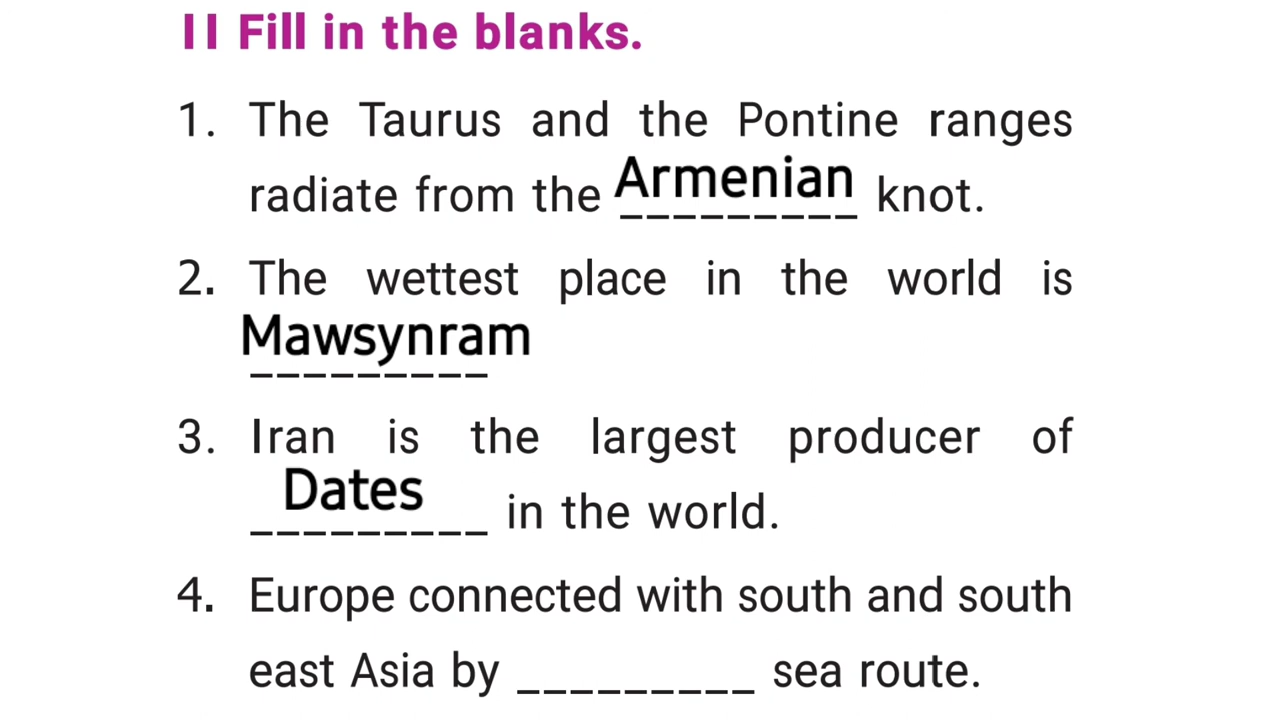 II Fill in the blanks.
1. The Taurus and the Pontine ranges
radiate from the Armenian knot.
2. The wettest place in the world is
Mawsynram
3. Iran is the largest producer of
Dates in the world.
4. Europe connected with south and south
east Asia by _________ sea route.